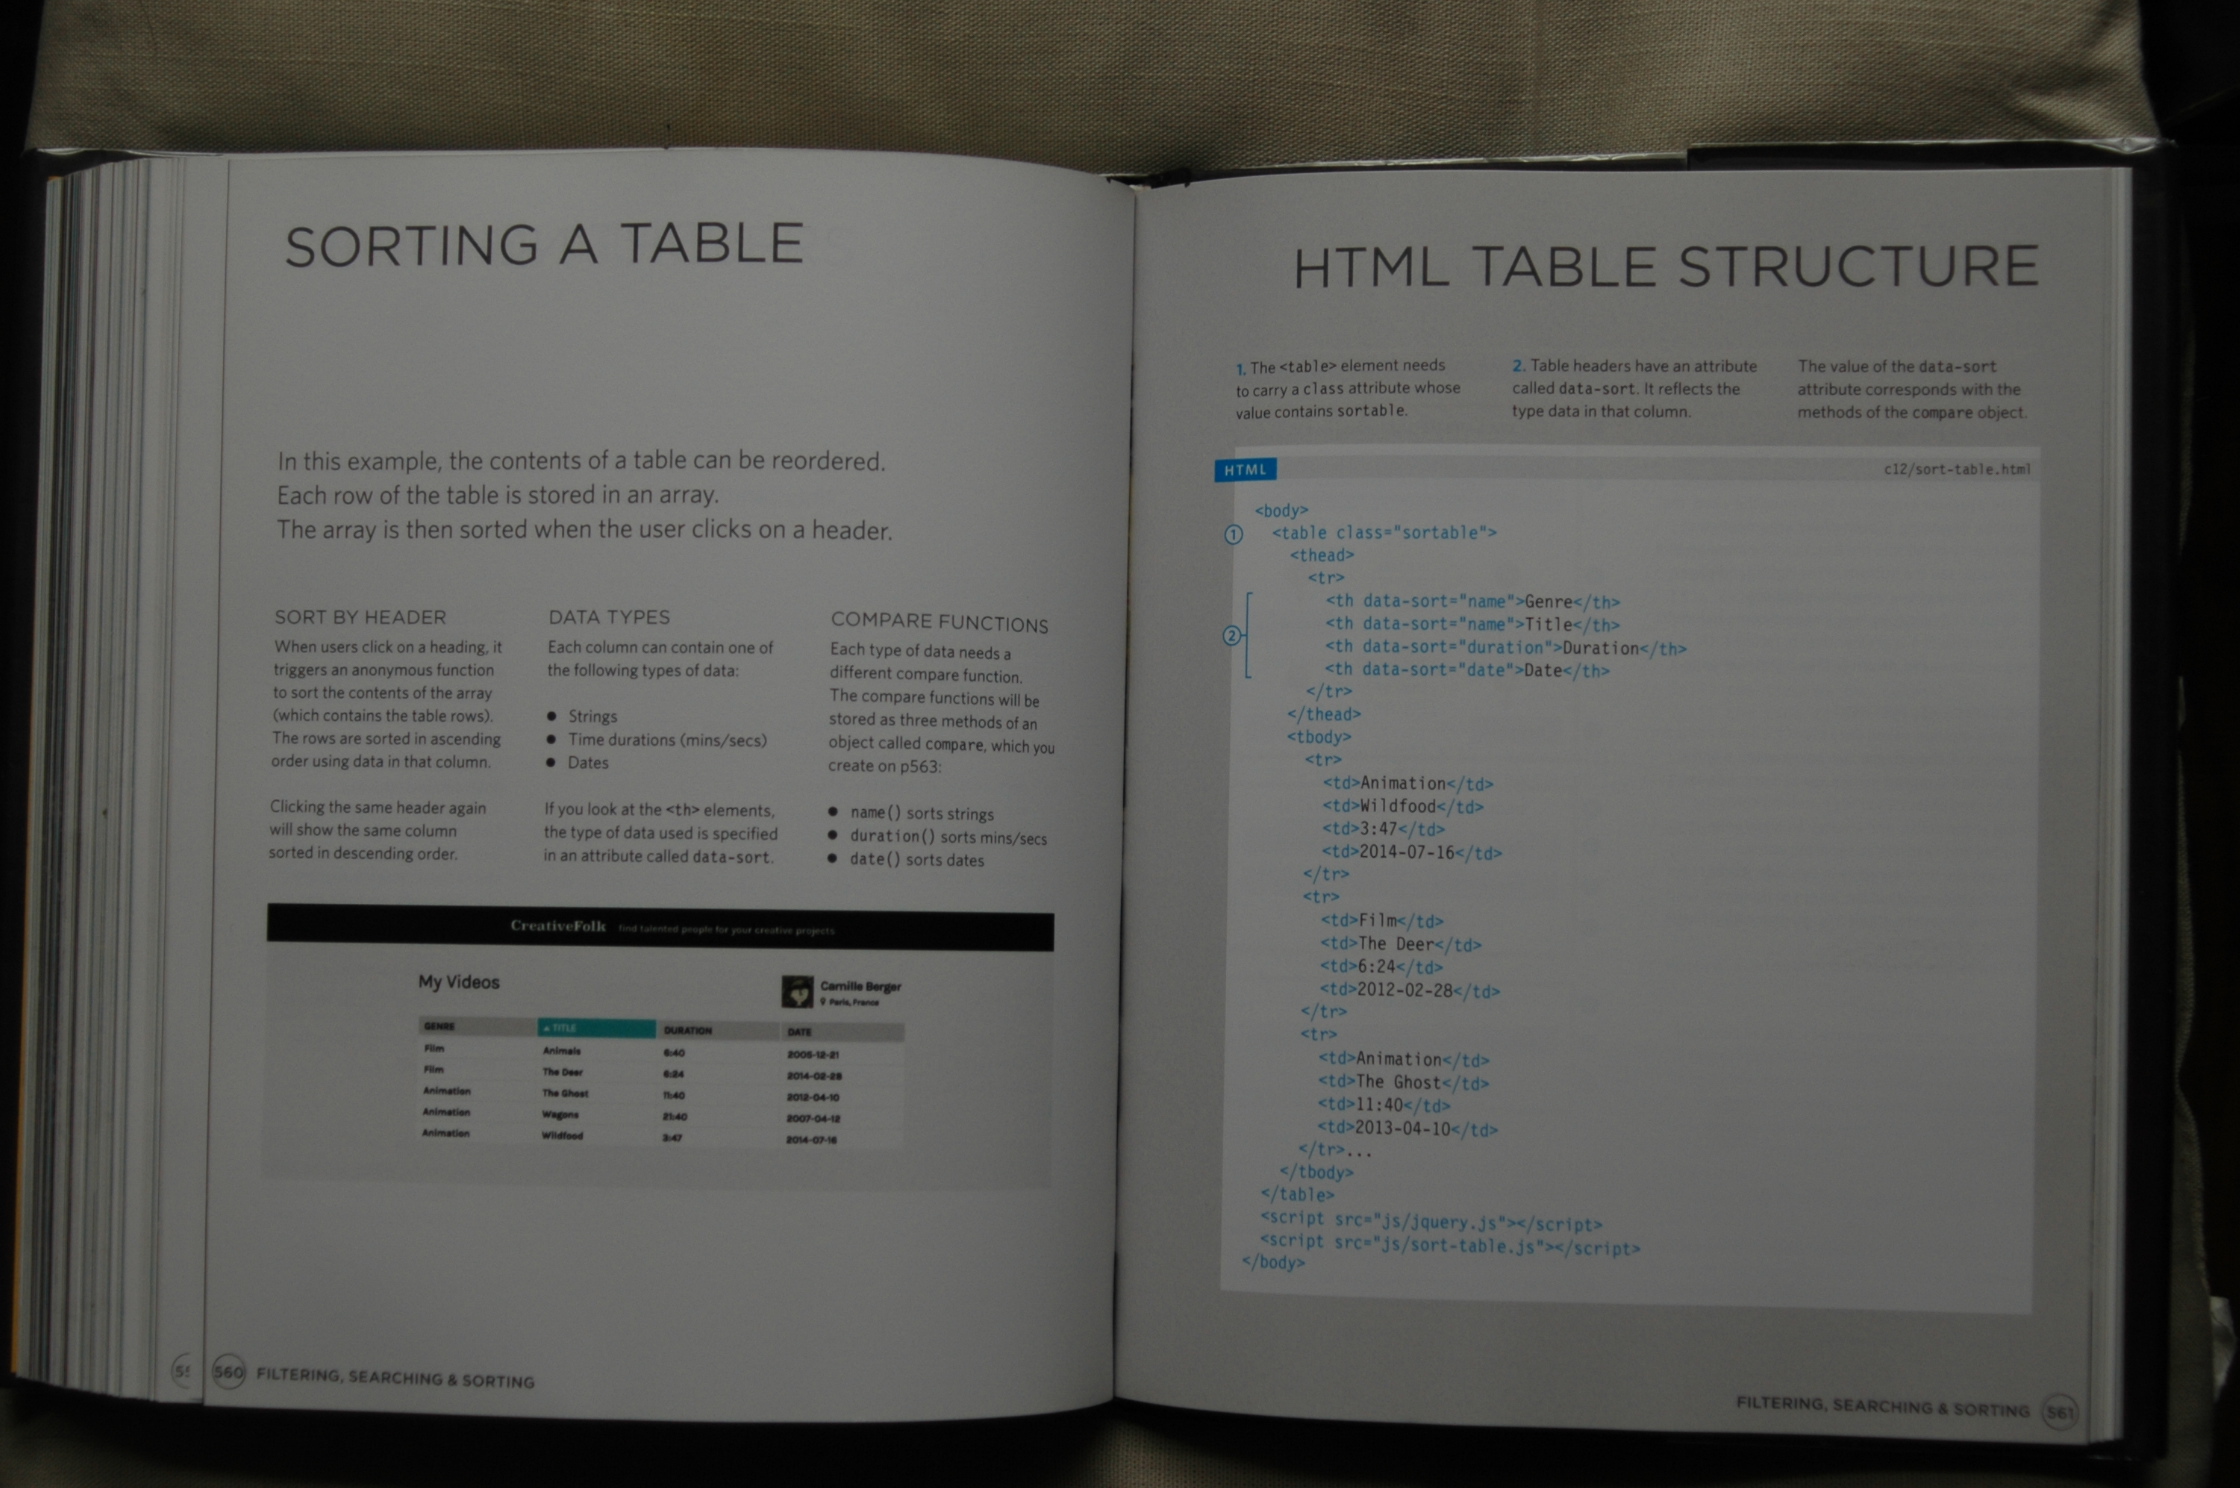 SORTING A TABLE
In this example, the contents of a table can be reordered.
Each row of the table is stored in an array.
The array is then sorted when the user clicks on a header.
SORT BY HEADER
When users click on a heading, it
triggers an anonymous function
to sort the contents of the array
(which contains the table rows).
The rows are sorted in ascending
order using data in that column.
Clicking the same header again
will show the same column
sorted in descending order.
DATA TYPES
Each column can contain one of
the following types of data:
● Strings
● Time durations (mins/secs)
● Dates
If you look at the <th> elements,
the type of data used is specified
in an attribute called data-sort.
COMPARE FUNCTIONS
Each type of data needs a
different compare function.
The compare functions will be
stored as three methods of an
object called compare, which you
create on p563:
● name() sorts strings
● duration() sorts mins/secs
● date() sorts dates
CreativeFolk find talented people for your creative projects
My Videos
Camille Berger
Paris, France
GENRE TITLE DURATION DATE
Film Animals 6:40 2005-12-21
Film The Deer 6:24 2014-02-28
Animation The Ghost 11:40 2012-04-10
Animation Wagons 21:40 2007-04-12
Animation Wildfood 3:47 2014-07-16
560 FILTERING, SEARCHING & SORTING
HTML TABLE STRUCTURE
1. The <table> element needs
to carry a class attribute whose
value contains sortable.
2. Table headers have an attribute
called data-sort. It reflects the
type data in that column.
The value of the data-sort
attribute corresponds with the
methods of the compare object.
HTML c12/sort-table.html
<body>
① <table class="sortable">
<thead>
<tr>
<th data-sort="name">Genre</th>
<th data-sort="name">Title</th>
② <th data-sort="duration">Duration</th>
<th data-sort="date">Date</th>
</tr>
</thead>
<tbody>
<tr>
<td>Animation</td>
<td>Wildfood</td>
<td>3:47</td>
<td>2014-07-16</td>
</tr>
<tr>
<td>Film</td>
<td>The Deer</td>
<td>6:24</td>
<td>2012-02-28</td>
</tr>
<tr>
<td>Animation</td>
<td>The Ghost</td>
<td>11:40</td>
<td>2013-04-10</td>
</tr>...
</tbody>
</table>
<script src="js/jquery.js"></script>
<script src="js/sort-table.js"></script>
</body>
FILTERING, SEARCHING & SORTING 561